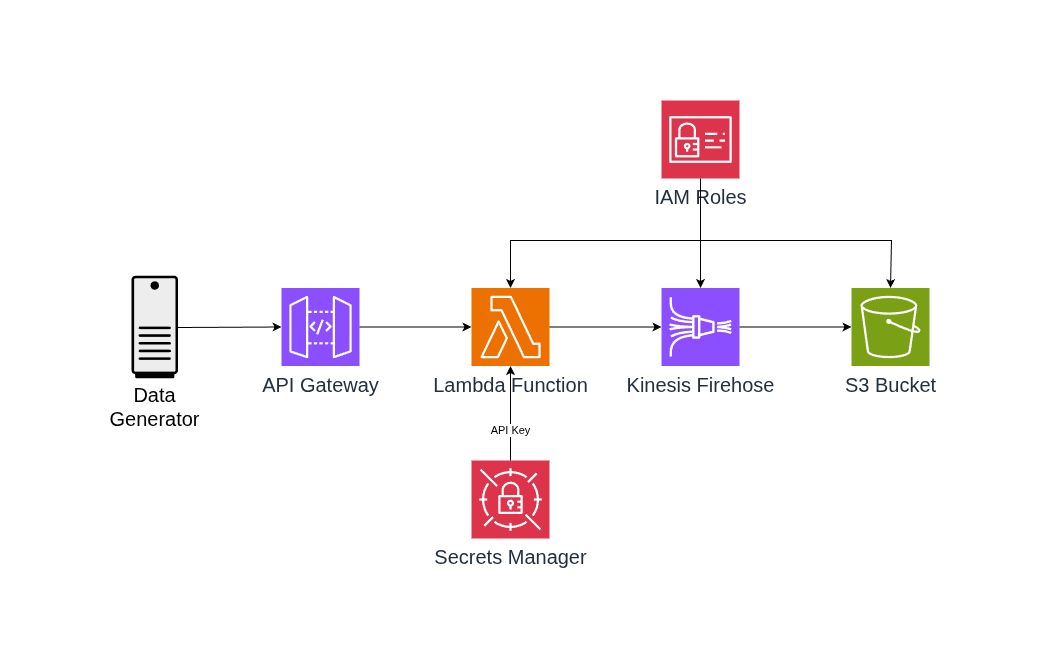 IAM Roles
Data
Generator
API Gateway
Lambda Function
Kinesis Firehose
S3 Bucket
API Key
Secrets Manager